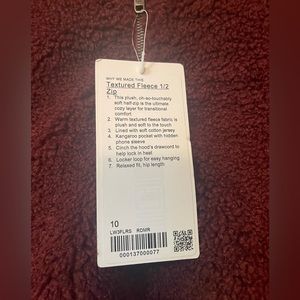 WHY WE MADE THIS
Textured Fleece 1/2
Zip
1. This plush, oh-so-touchably
soft half-zip is the ultimate
cozy layer for transitional
comfort
2. Warm textured fleece fabric is
plush and soft to the touch
3. Lined with soft cotton jersey
4. Kangaroo pocket with hidden
phone sleeve
5. Cinch the hood's drawcord to
help lock in heat
6. Locker loop for easy hanging
7. Relaxed fit, hip length
10
LW3FLRS RDMR
000137000077